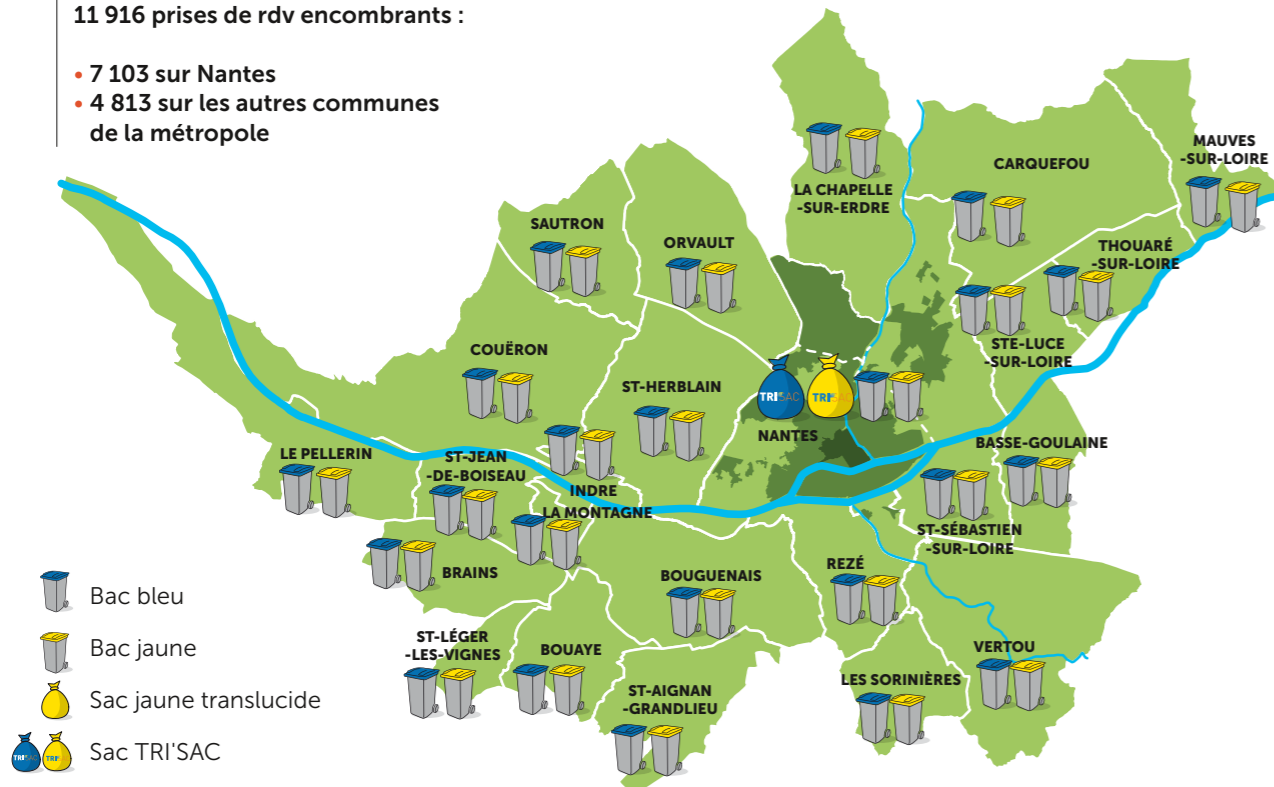 11 916 prises de rdv encombrants :
• 7 103 sur Nantes
• 4 813 sur les autres communes
de la métropole
MAUVES
-SUR-LOIRE
CARQUEFOU
LA CHAPELLE
-SUR-ERDRE
SAUTRON
ORVAULT
THOUARÉ
-SUR-LOIRE
STE-LUCE
-SUR-LOIRE
COUËRON
ST-HERBLAIN
TRI'SAC
TRI'SAC
NANTES
BASSE-GOULAINE
LE PELLERIN
ST-JEAN
-DE-BOISEAU
INDRE
LA MONTAGNE
ST-SÉBASTIEN
-SUR-LOIRE
BRAINS
BOUGUENAIS
REZÉ
ST-LÉGER
-LES-VIGNES
BOUAYE
VERTOU
ST-AIGNAN
-GRANDLIEU
LES SORINIÈRES
Bac bleu
Bac jaune
Sac jaune translucide
TRI'SAC
TRI'SAC
Sac TRI'SAC